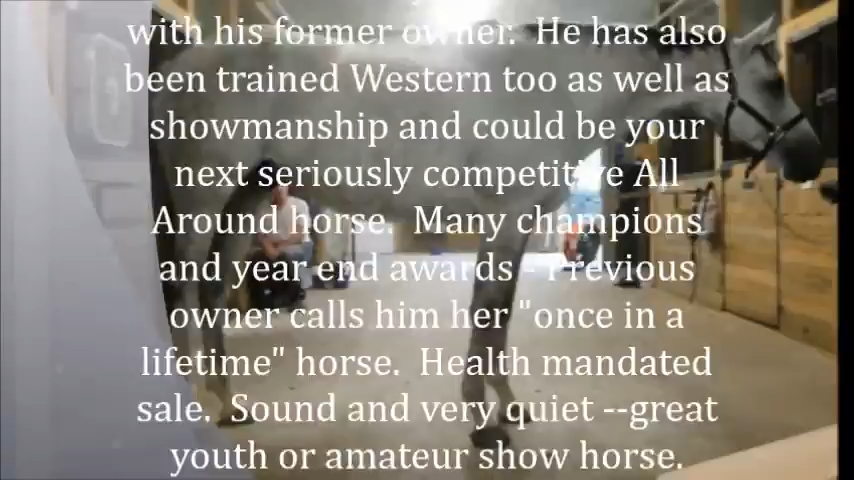 with his former owner.  He has also
been trained Western too as well as
showmanship and could be your
next seriously competitive All
Around horse.  Many champions
and year end awards - Previous
owner calls him her "once in a
lifetime" horse.  Health mandated
sale.  Sound and very quiet --great
youth or amateur show horse.